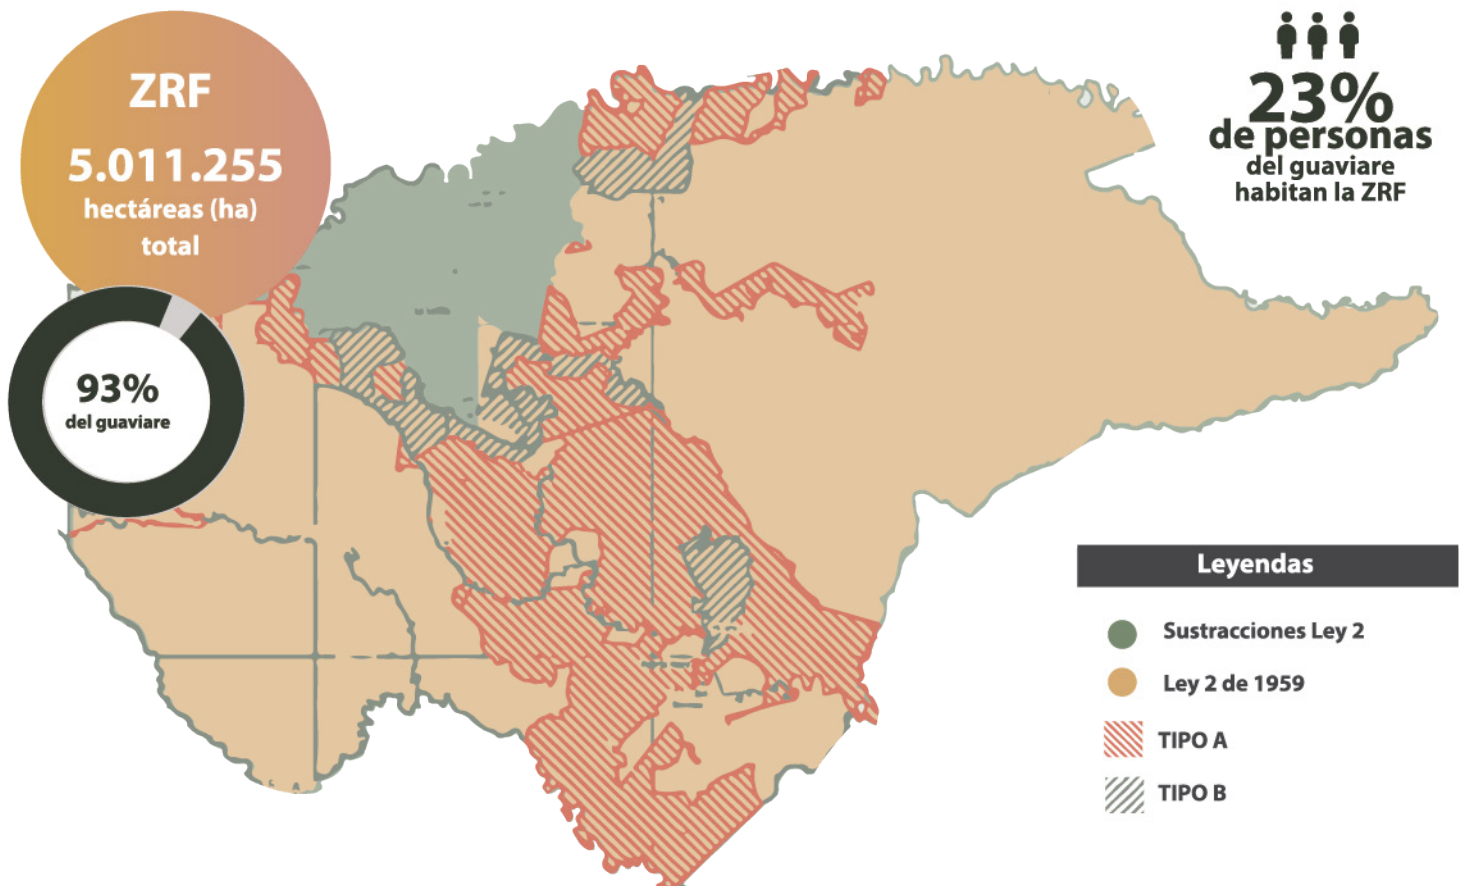 ZRF
5.011.255
hectáreas (ha)
total
93%
del guaviare
23%
de personas
del guaviare
habitan la ZRF
Leyendas
Sustracciones Ley 2
Ley 2 de 1959
TIPO A
TIPO B